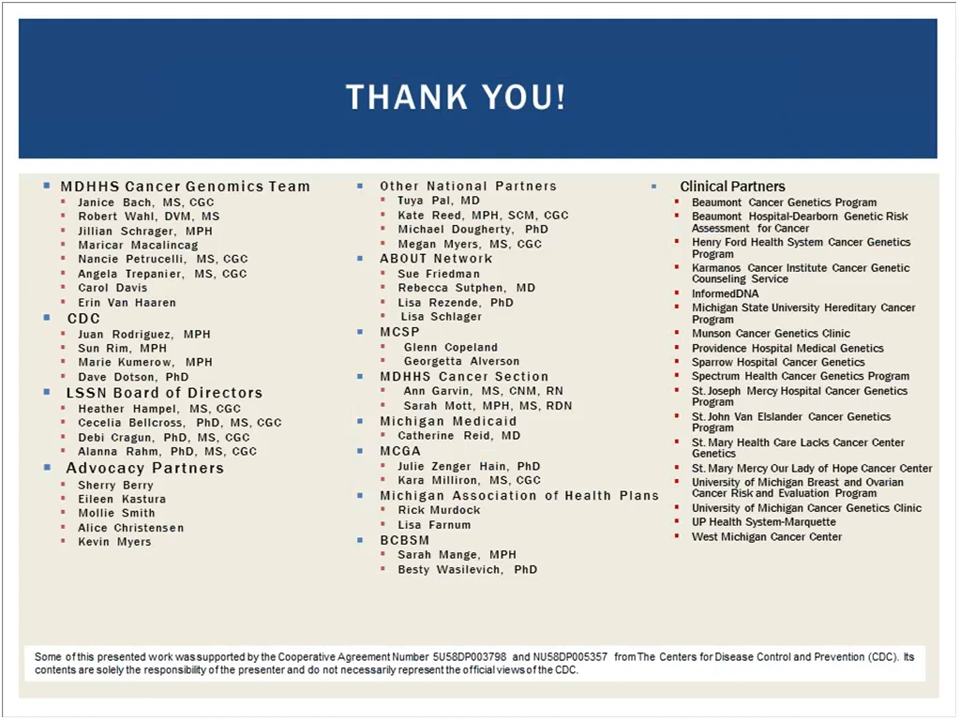 THANK YOU!
MDHHS Cancer Genomics Team
Janice Bach, MS, CGC
Robert Wahl, DVM, MS
Jillian Schrager, MPH
Maricar Macalincag
Nancie Petrucelli, MS, CGC
Angela Trepanier, MS, CGC
Carol Davis
Erin Van Haaren
CDC
Juan Rodriguez, MPH
Sun Rim, MPH
Marie Kumerow, MPH
Dave Dotson, PhD
LSSN Board of Directors
Heather Hampel, MS, CGC
Cecelia Bellcross, PhD, MS, CGC
Debi Cragun, PhD, MS, CGC
Alanna Rahm, PhD, MS, CGC
Advocacy Partners
Sherry Berry
Eileen Kastura
Mollie Smith
Alice Christensen
Kevin Myers
Other National Partners
Tuya Pal, MD
Kate Reed, MPH, SCM, CGC
Michael Dougherty, PhD
Megan Myers, MS, CGC
ABOUT Network
Sue Friedman
Rebecca Sutphen, MD
Lisa Rezende, PhD
Lisa Schlager
MCSP
Glenn Copeland
Georgetta Alverson
MDHHS Cancer Section
Ann Garvin, MS, CNM, RN
Sarah Mott, MPH, MS, RDN
Michigan Medicaid
Catherine Reid, MD
MCGA
Julie Zenger Hain, PhD
Kara Milliron, MS, CGC
Michigan Association of Health Plans
Rick Murdock
Lisa Farnum
BCBSM
Sarah Mange, MPH
Besty Wasilevich, PhD
Clinical Partners
Beaumont Cancer Genetics Program
Beaumont Hospital-Dearborn Genetic Risk
Assessment for Cancer
Henry Ford Health System Cancer Genetics
Program
Karmanos Cancer Institute Cancer Genetic
Counseling Service
InformedDNA
Michigan State University Hereditary Cancer
Program
Munson Cancer Genetics Clinic
Providence Hospital Medical Genetics
Sparrow Hospital Cancer Genetics
Spectrum Health Cancer Genetics Program
St. Joseph Mercy Hospital Cancer Genetics
Program
St. John Van Elslander Cancer Genetics
Program
St. Mary Health Care Lacks Cancer Center
Genetics
St. Mary Mercy Our Lady of Hope Cancer Center
University of Michigan Breast and Ovarian
Cancer Risk and Evaluation Program
University of Michigan Cancer Genetics Clinic
UP Health System-Marquette
West Michigan Cancer Center
Some of this presented work was supported by the Cooperative Agreement Number 5U58DP003798 and NU58DP005357 from The Centers for Disease Control and Prevention (CDC). Its
contents are solely the responsibility of the presenter and do not necessarily represent the official views of the CDC.